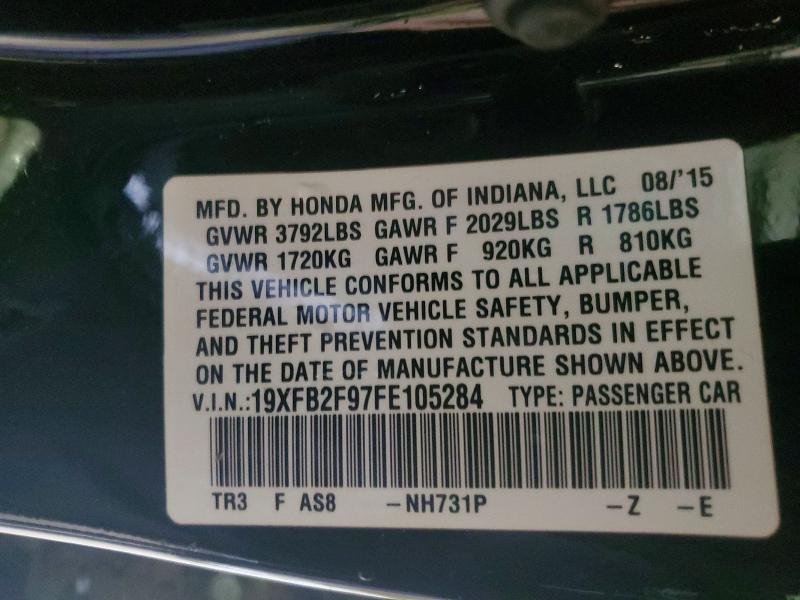 MFD. BY HONDA MFG. OF INDIANA, LLC 08/'15
GVWR 3792LBS GAWR F 2029LBS R 1786LBS
GVWR 1720KG GAWR F 920KG R 810KG
THIS VEHICLE CONFORMS TO ALL APPLICABLE
FEDERAL MOTOR VEHICLE SAFETY, BUMPER,
AND THEFT PREVENTION STANDARDS IN EFFECT
ON THE DATE OF MANUFACTURE SHOWN ABOVE.
V.I.N.:19XFB2F97FE105284 TYPE: PASSENGER CAR
TR3 F AS8 -NH731P -Z -E